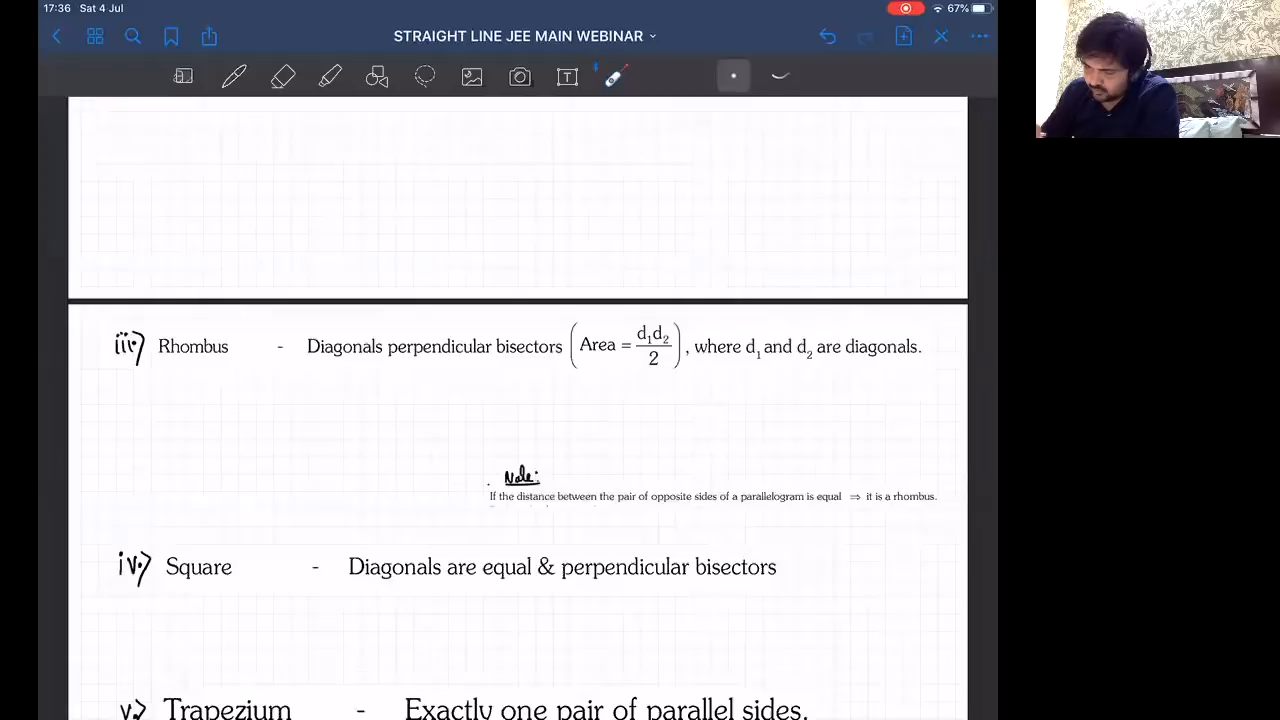 17:36 Sat 4 Jul
67%
STRAIGHT LINE JEE MAIN WEBINAR
T
iii.) Rhombus - Diagonals perpendicular bisectors (Area = d₁d₂/2), where d₁ and d₂ are diagonals.
Note:
If the distance between the pair of opposite sides of a parallelogram is equal ⇒ it is a rhombus.
iv.) Square - Diagonals are equal & perpendicular bisectors
v.) Trapezium - Exactly one pair of parallel sides.